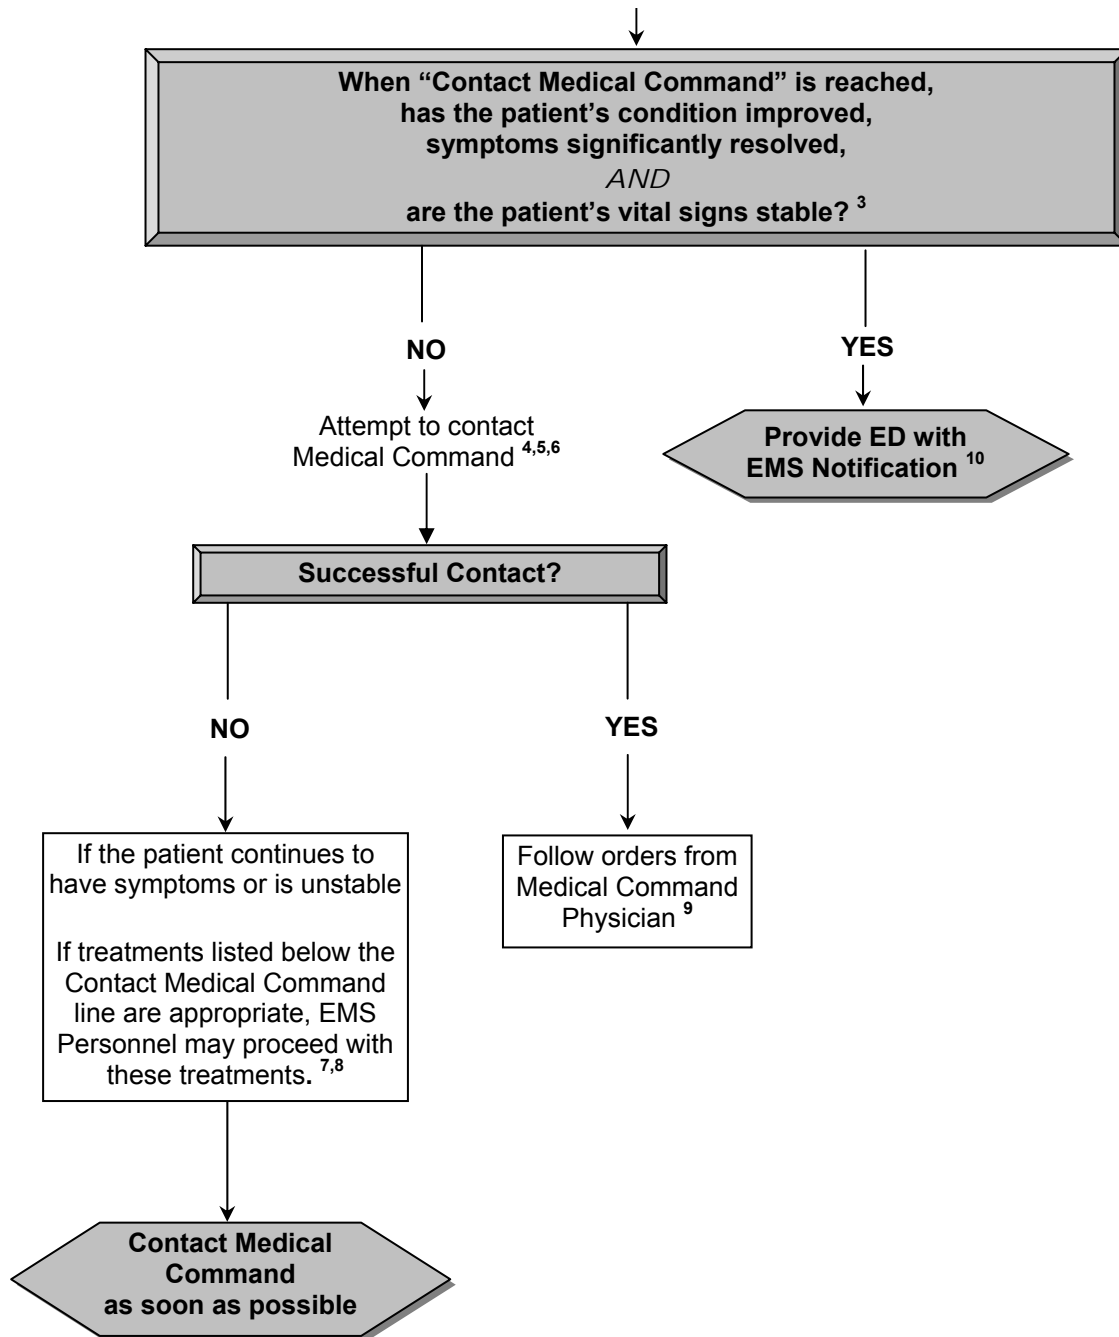 When “Contact Medical Command” is reached,
has the patient’s condition improved,
symptoms significantly resolved,
AND
are the patient’s vital signs stable? 3
NO
YES
Attempt to contact
Medical Command 4,5,6
Provide ED with
EMS Notification 10
Successful Contact?
NO
YES
If the patient continues to
have symptoms or is unstable
If treatments listed below the
Contact Medical Command
line are appropriate, EMS
Personnel may proceed with
these treatments. 7,8
Follow orders from
Medical Command
Physician 9
Contact Medical
Command
as soon as possible